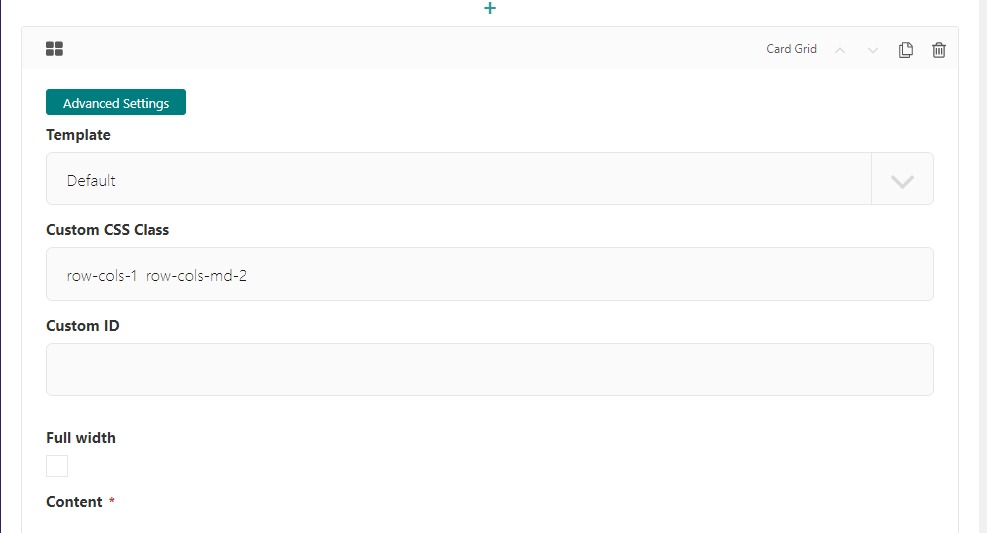 +
Card Grid
Advanced Settings
Template
Default
Custom CSS Class
row-cols-1 row-cols-md-2
Custom ID
Full width
Content *